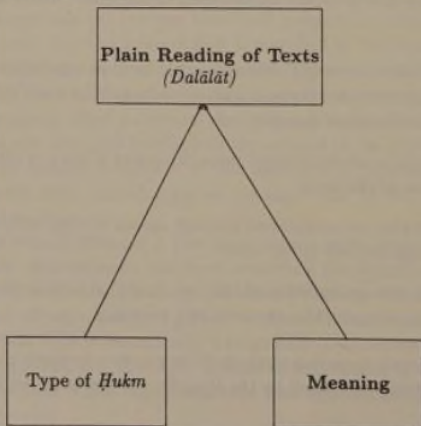 Plain Reading of Texts
(Dalālāt)
Type of Ḥukm
Meaning